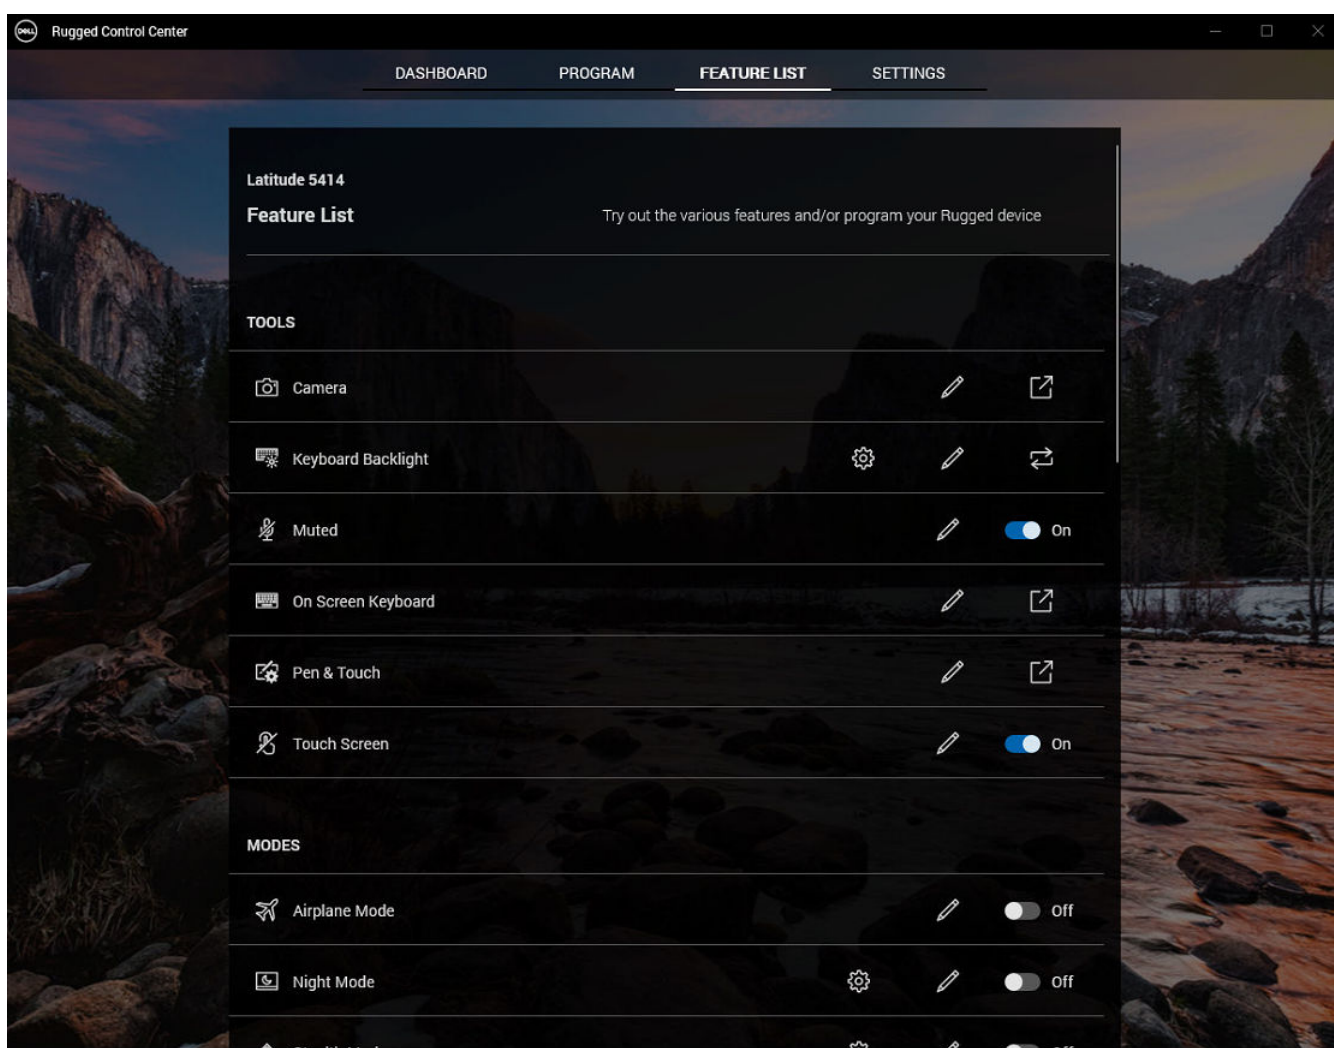 DELL
Rugged Control Center
DASHBOARD PROGRAM FEATURE LIST SETTINGS
Latitude 5414
Feature List
Try out the various features and/or program your Rugged device
TOOLS
Camera
Keyboard Backlight
Muted On
On Screen Keyboard
Pen & Touch
Touch Screen On
MODES
Airplane Mode Off
Night Mode Off